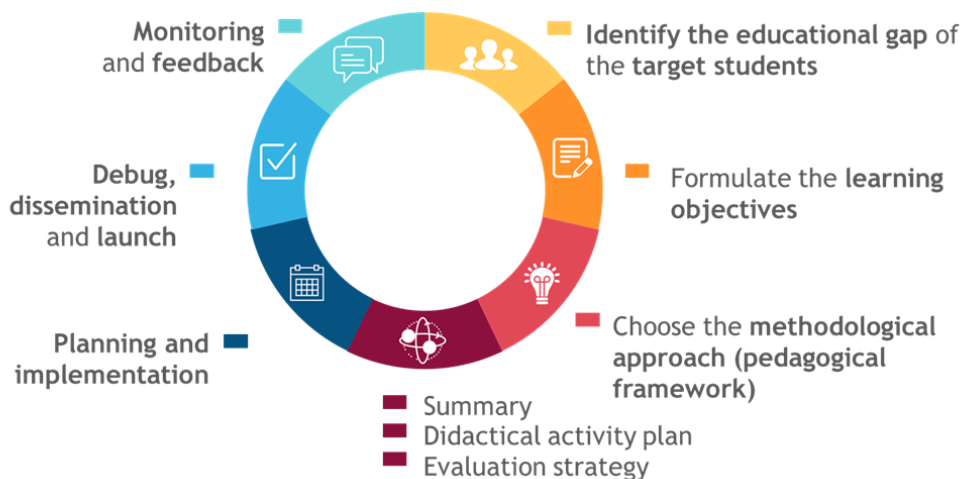 Monitoring
and feedback
Identify the educational gap of
the target students
Debug,
dissemination
and launch
Formulate the learning
objectives
Planning and
implementation
Choose the methodological
approach (pedagogical
framework)
Summary
Didactical activity plan
Evaluation strategy